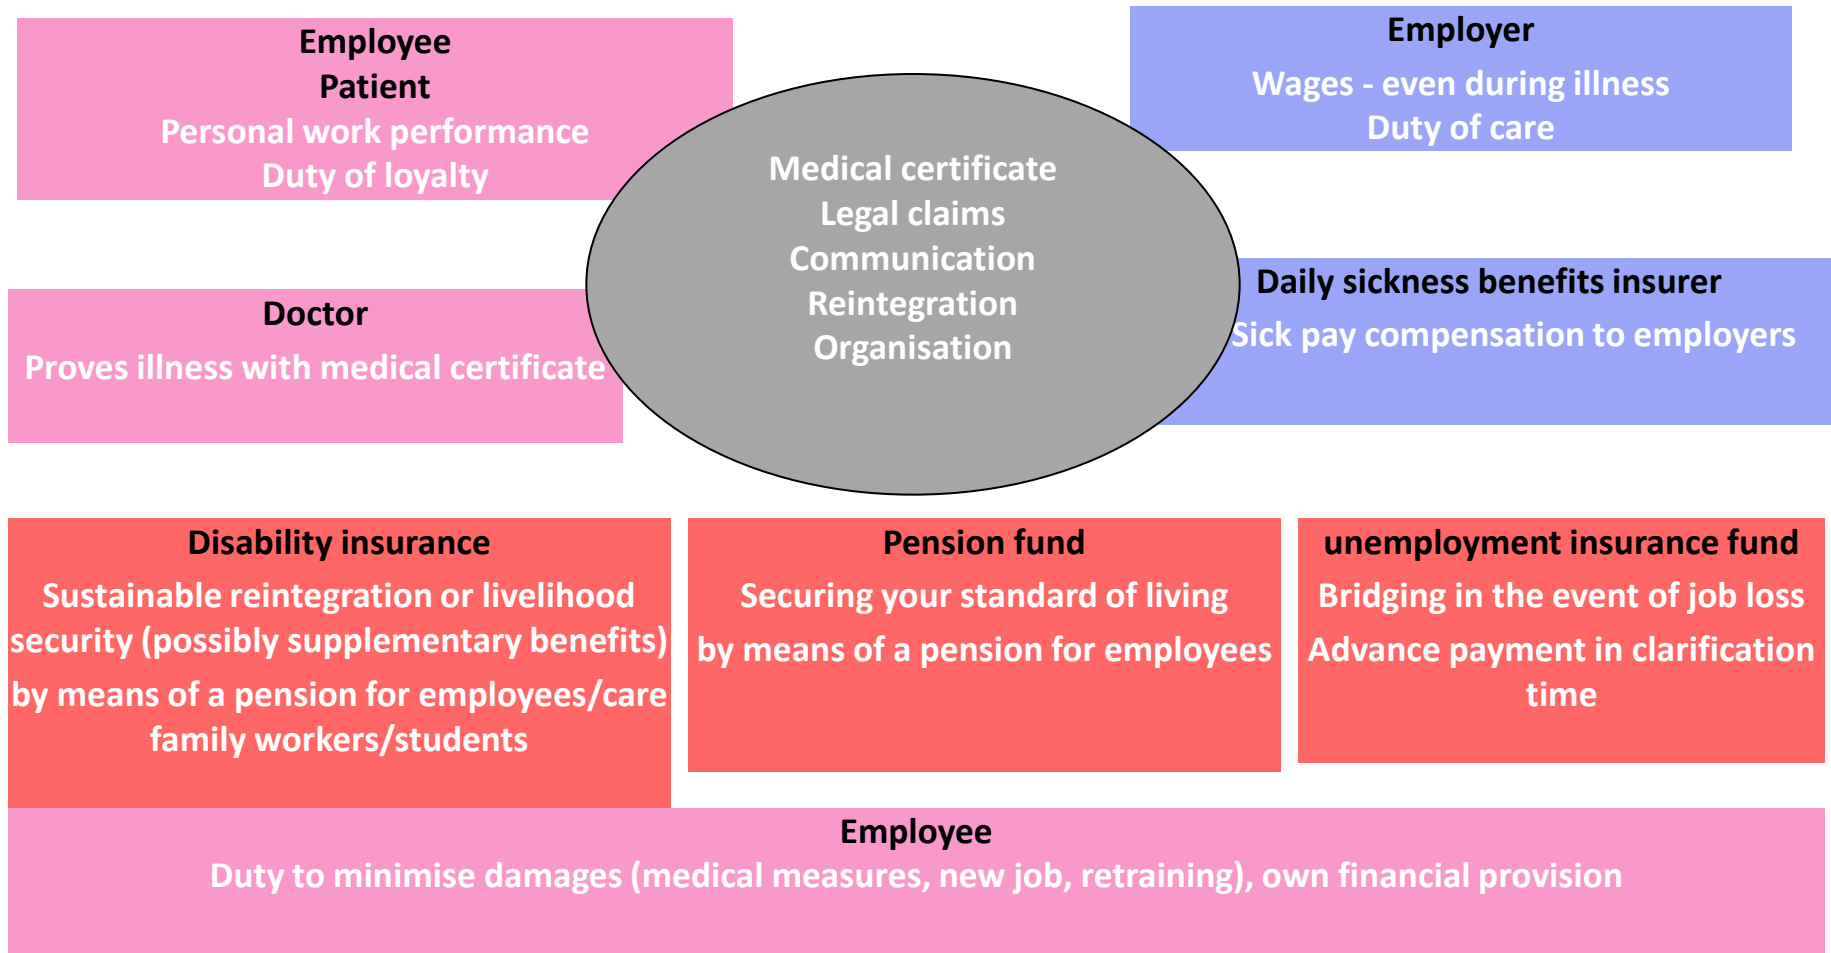 Employee
Patient
Personal work performance
Duty of loyalty
Employer
Wages - even during illness
Duty of care
Medical certificate
Legal claims
Communication
Reintegration
Organisation
Doctor
Proves illness with medical certificate
Daily sickness benefits insurer
Sick pay compensation to employers
Disability insurance
Sustainable reintegration or livelihood
security (possibly supplementary benefits)
by means of a pension for employees/care
family workers/students
Pension fund
Securing your standard of living
by means of a pension for employees
unemployment insurance fund
Bridging in the event of job loss
Advance payment in clarification
time
Employee
Duty to minimise damages (medical measures, new job, retraining), own financial provision